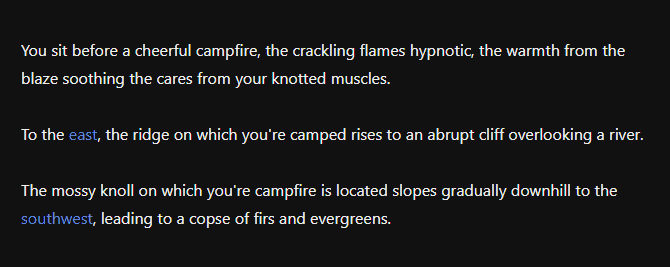 You sit before a cheerful campfire, the crackling flames hypnotic, the warmth from the
blaze soothing the cares from your knotted muscles.
To the east, the ridge on which you're camped rises to an abrupt cliff overlooking a river.
The mossy knoll on which you're campfire is located slopes gradually downhill to the
southwest, leading to a copse of firs and evergreens.